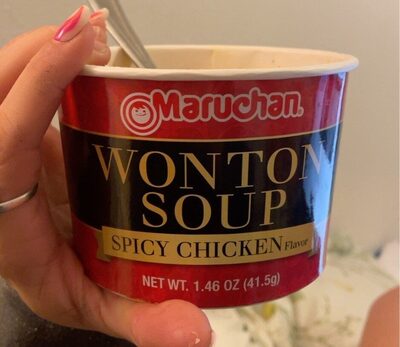 Maruchan®
WONTON
SOUP
SPICY CHICKEN Flavor
NET WT. 1.46 OZ (41.5g)